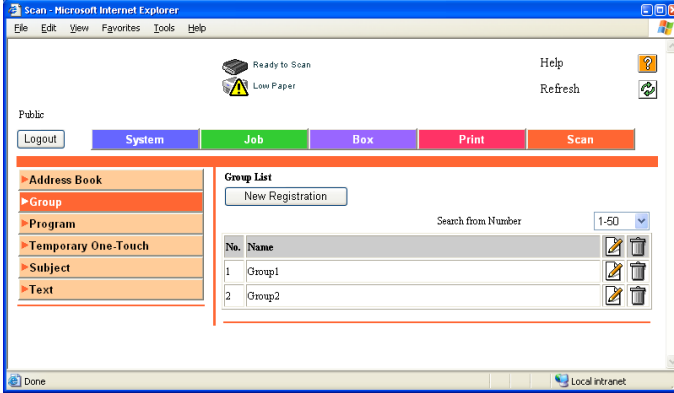 Scan - Microsoft Internet Explorer
File Edit View Favorites Tools Help
Ready to Scan
Low Paper
Help
Refresh
Public
Logout System Job Box Print Scan
Address Book
Group
Program
Temporary One-Touch
Subject
Text
Group List
New Registration
Search from Number 1-50
No. Name
1 Group1
2 Group2
Done Local intranet